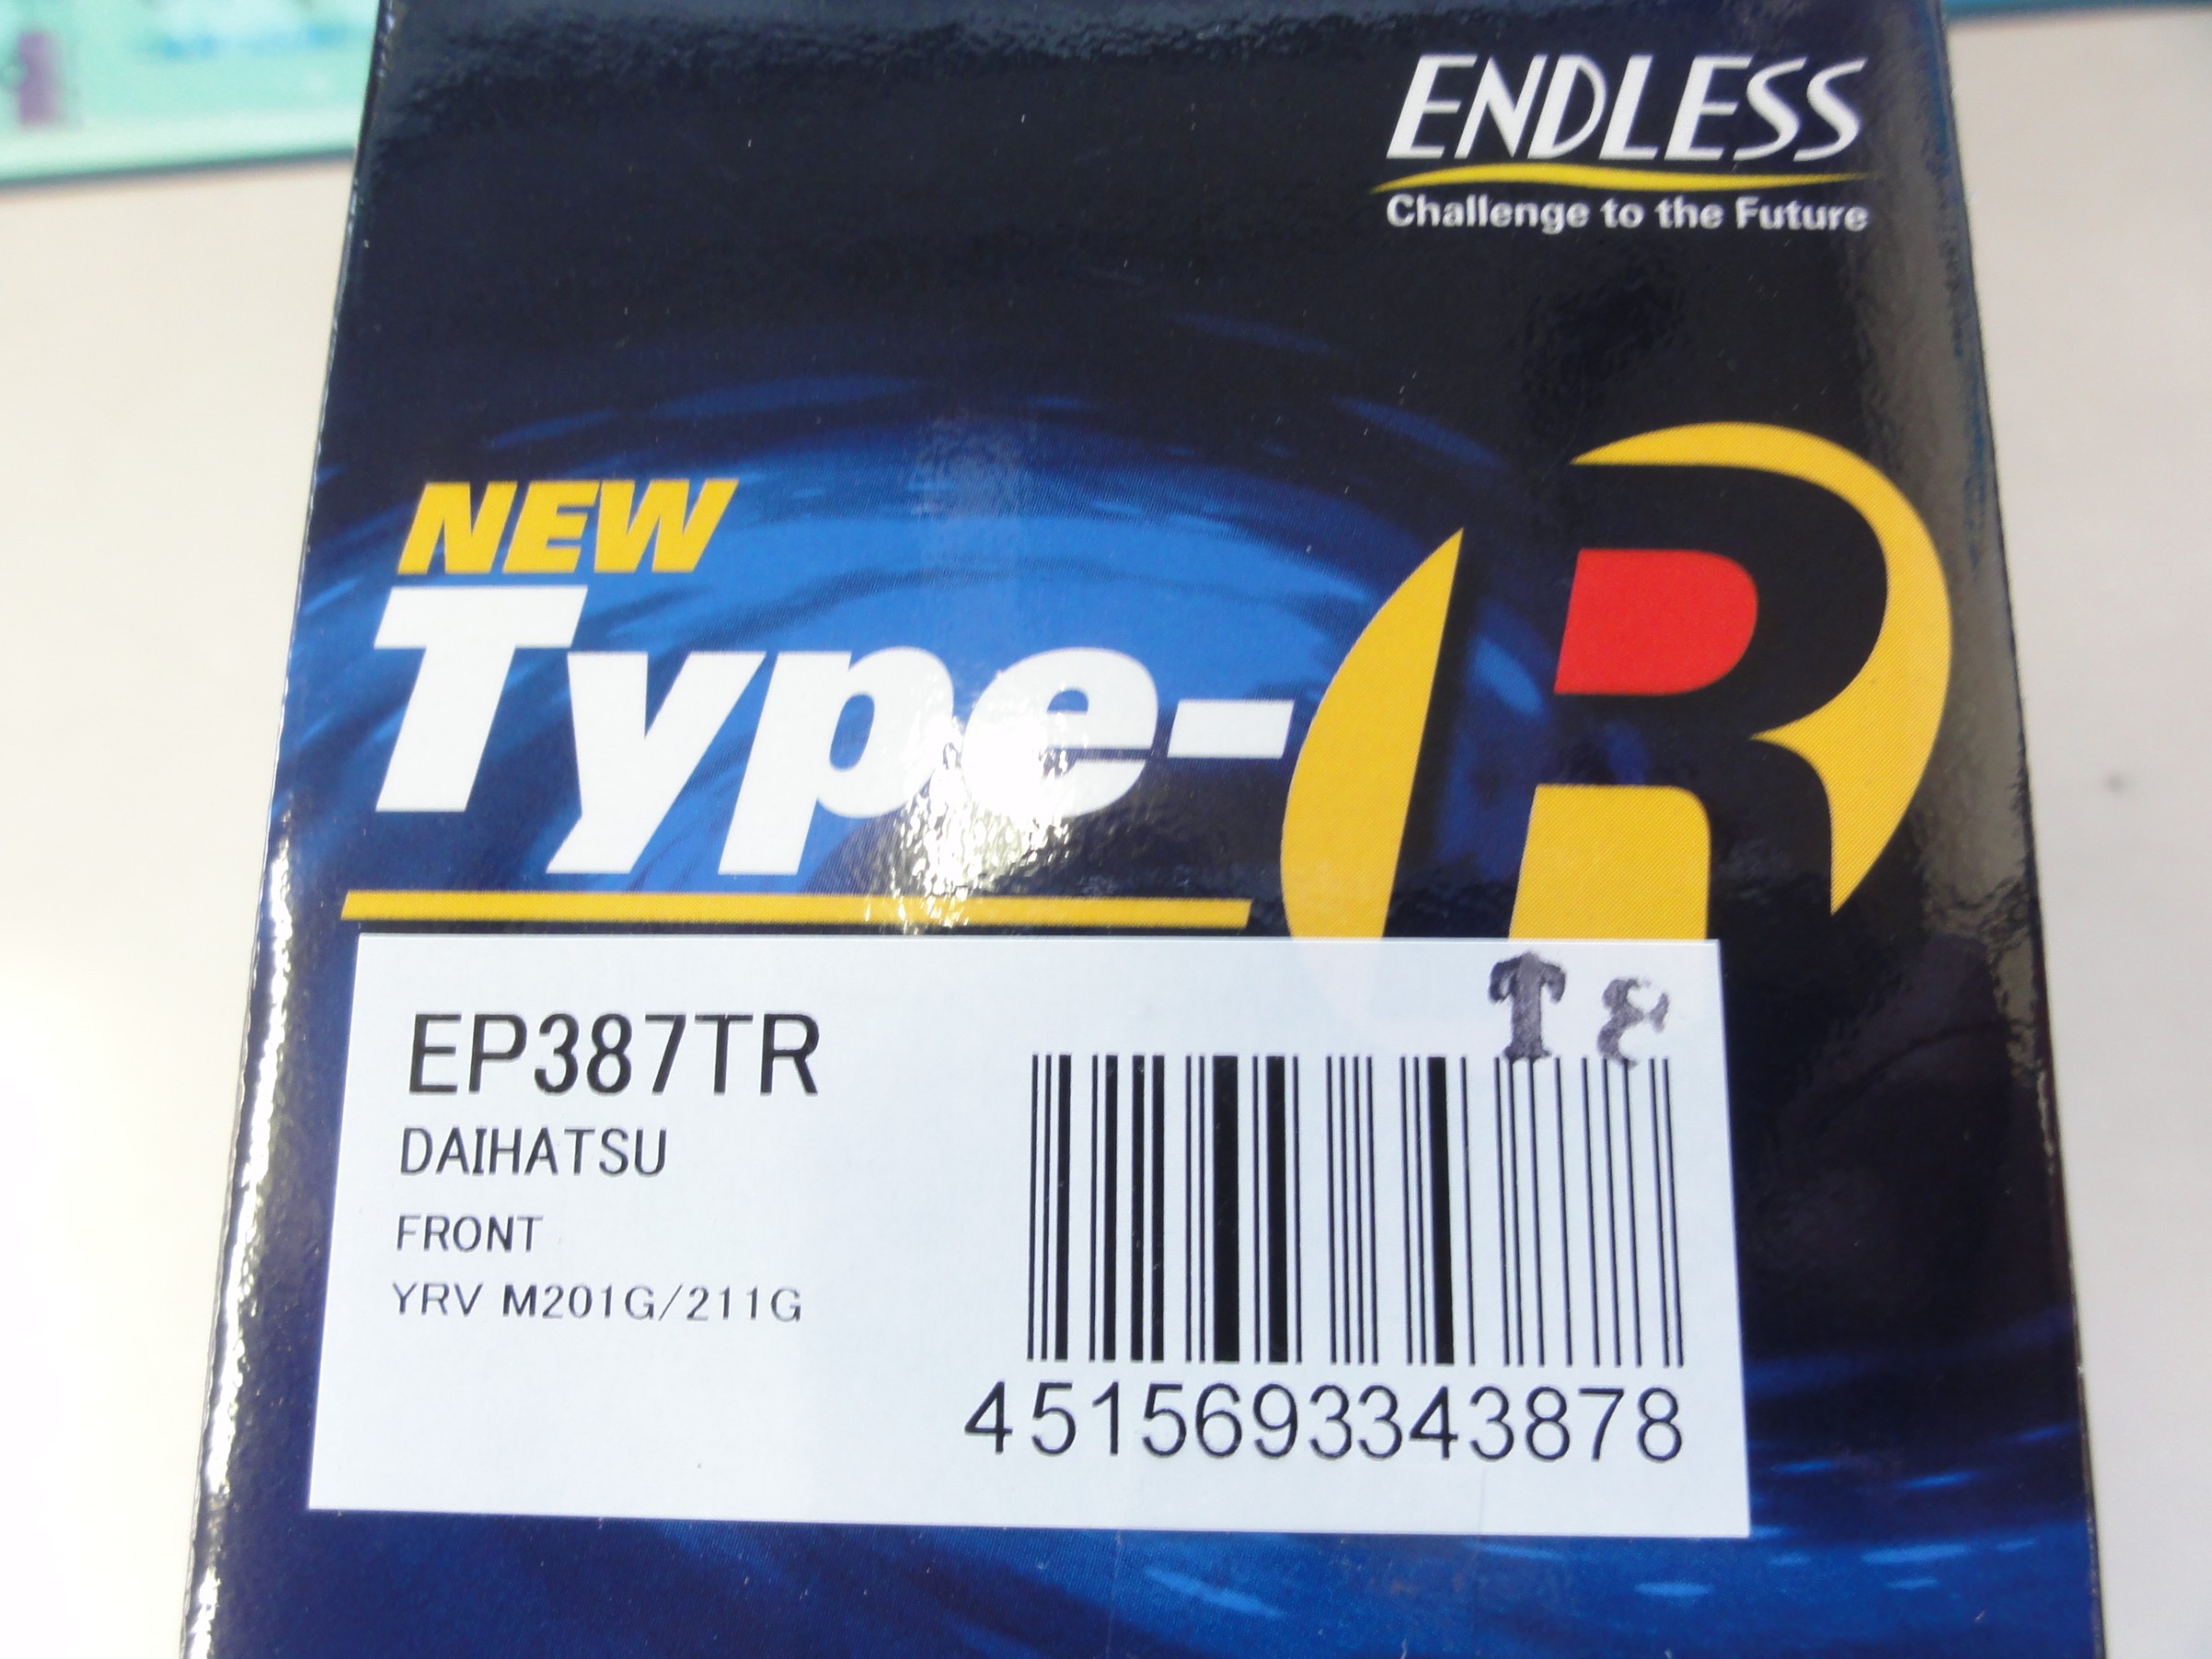 ENDLESS
Challenge to the Future
NEW
Type-R
EP387TR
DAIHATSU
FRONT
YRV M201G/211G
4515693343878